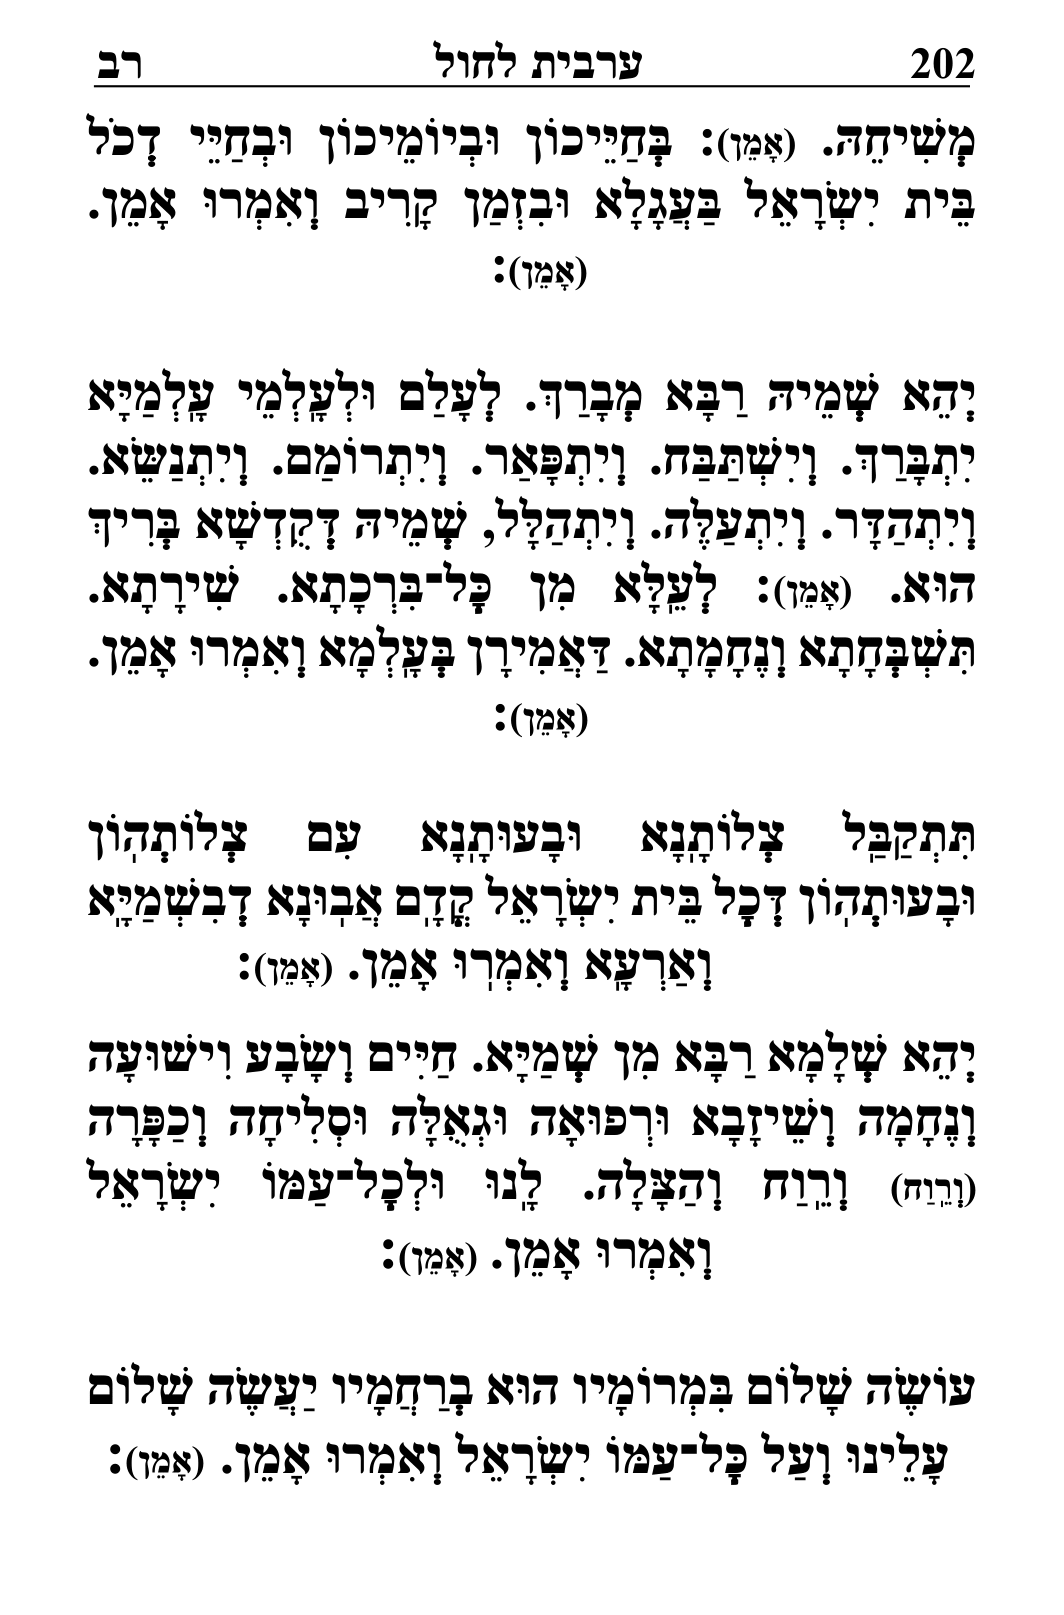 202 ערבית לחול רב
מְשִׁיחֵהּ. (אָמֵן): בְּחַיֵּיכוֹן וּבְיוֹמֵיכוֹן וּבְחַיֵּי דְכֹל
בֵּית יִשְׂרָאֵל בַּעֲגָלָא וּבִזְמַן קָרִיב וְאִמְרוּ אָמֵן.
(אָמֵן):
יְהֵא שְׁמֵיהּ רַבָּא מְבָרַךְ. לְעָלַם וּלְעָלְמֵי עָלְמַיָּא
יִתְבָּרַךְ. וְיִשְׁתַּבַּח. וְיִתְפָּאַר. וְיִתְרוֹמַם. וְיִתְנַשֵּׂא.
וְיִתְהַדָּר. וְיִתְעַלֶּה. וְיִתְהַלָּל, שְׁמֵיהּ דְּקֻדְשָׁא בְּרִיךְ
הוּא. (אָמֵן): לְעֵלָּא מִן כָּל־בִּרְכָתָא. שִׁירָתָא.
תִּשְׁבְּחָתָא וְנֶחָמָתָא. דַּאֲמִירָן בְּעָלְמָא וְאִמְרוּ אָמֵן.
(אָמֵן):
תִּתְקַבַּל צְלוֹתָנָא וּבָעוּתָנָא עִם צְלוֹתְהוֹן
וּבָעוּתְהוֹן דְּכָל בֵּית יִשְׂרָאֵל קֳדָם אֲבוּנָא דְבִשְׁמַיָּא
וְאַרְעָא וְאִמְרוּ אָמֵן. (אָמֵן):
יְהֵא שְׁלָמָא רַבָּא מִן שְׁמַיָּא. חַיִּים וְשָׂבָע וִישׁוּעָה
וְנֶחָמָה וְשֵׁיזָבָא וּרְפוּאָה וּגְאֻלָּה וּסְלִיחָה וְכַפָּרָה
(וְרֵוַח) וְרֵוַח וְהַצָּלָה. לָנוּ וּלְכָל־עַמּוֹ יִשְׂרָאֵל
וְאִמְרוּ אָמֵן. (אָמֵן):
עוֹשֶׂה שָׁלוֹם בִּמְרוֹמָיו הוּא בְרַחֲמָיו יַעֲשֶׂה שָׁלוֹם
עָלֵינוּ וְעַל כָּל־עַמּוֹ יִשְׂרָאֵל וְאִמְרוּ אָמֵן. (אָמֵן):